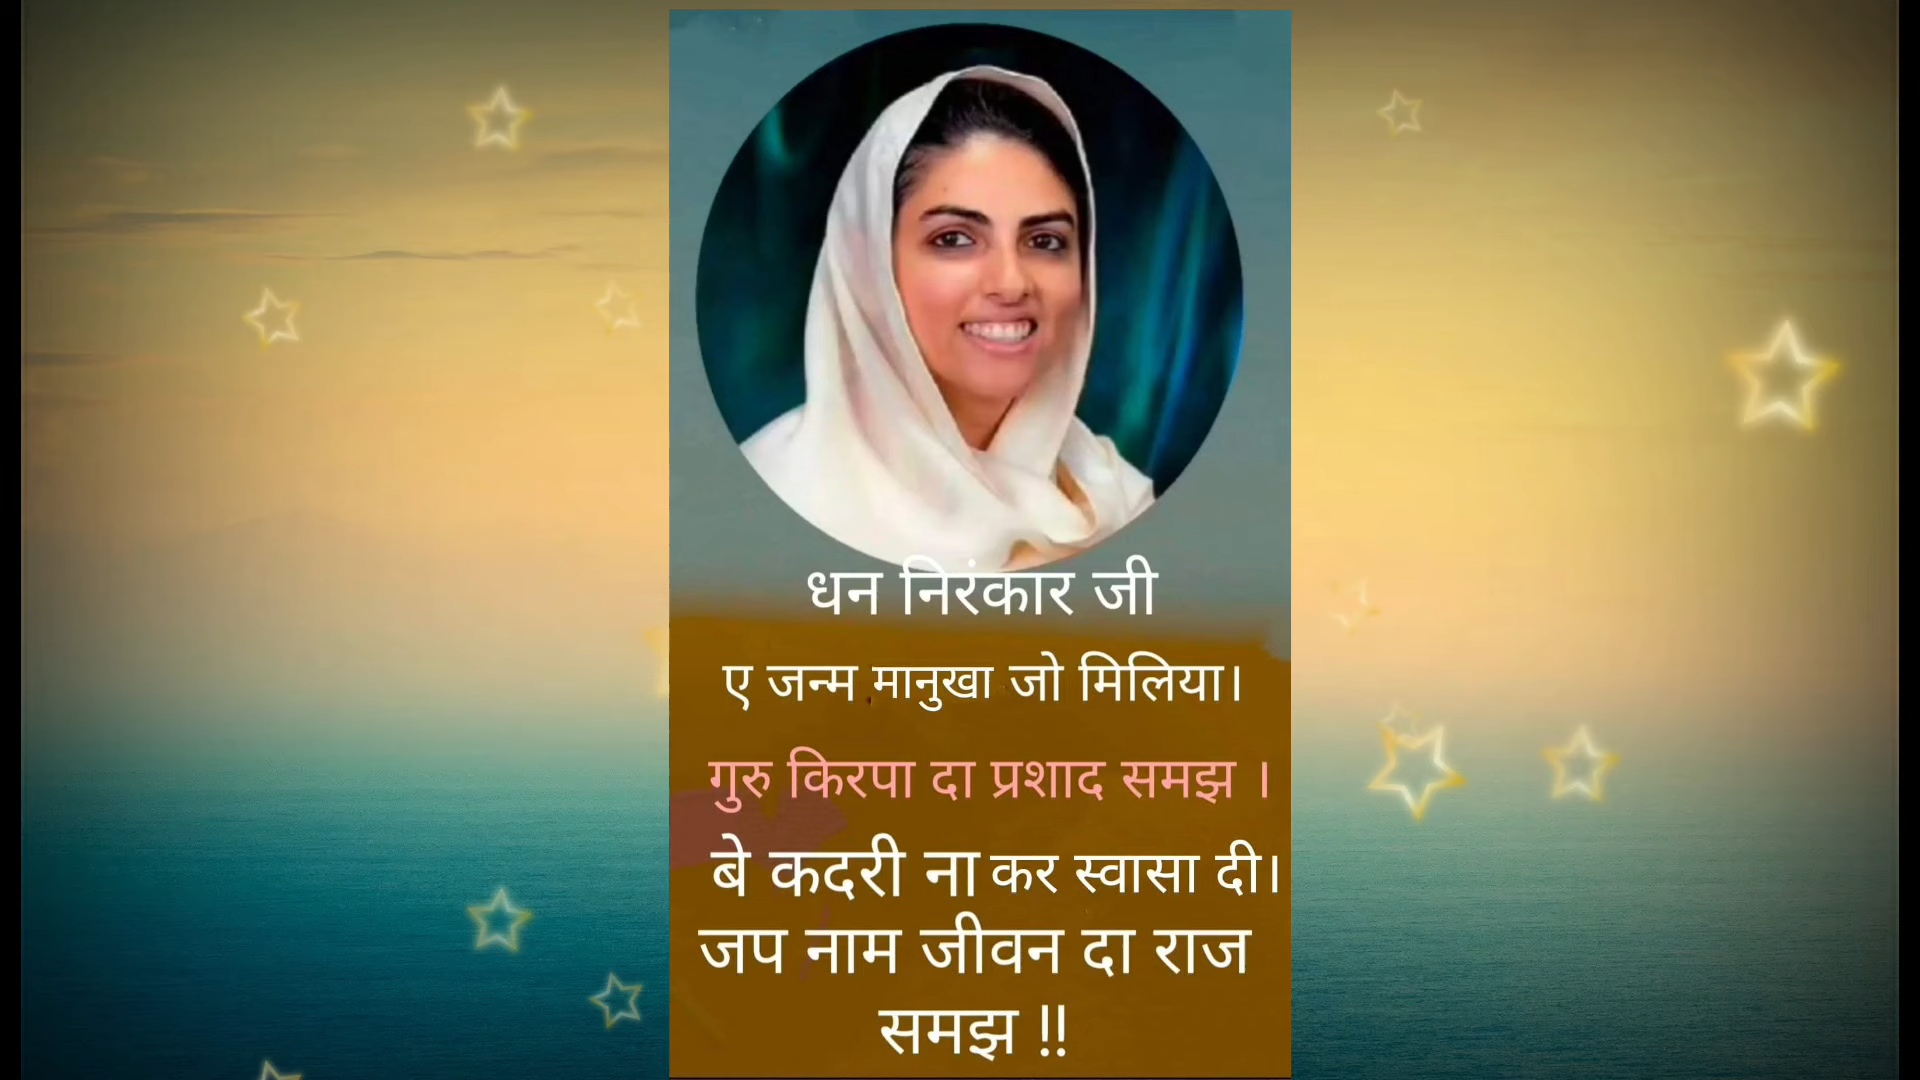 धन निरंकार जी
ए जन्म मानुखा जो मिलिया।
गुरु किरपा दा प्रशाद समझ ।
बे कदरी ना कर स्वासा दी।
जप नाम जीवन दा राज
समझ !!